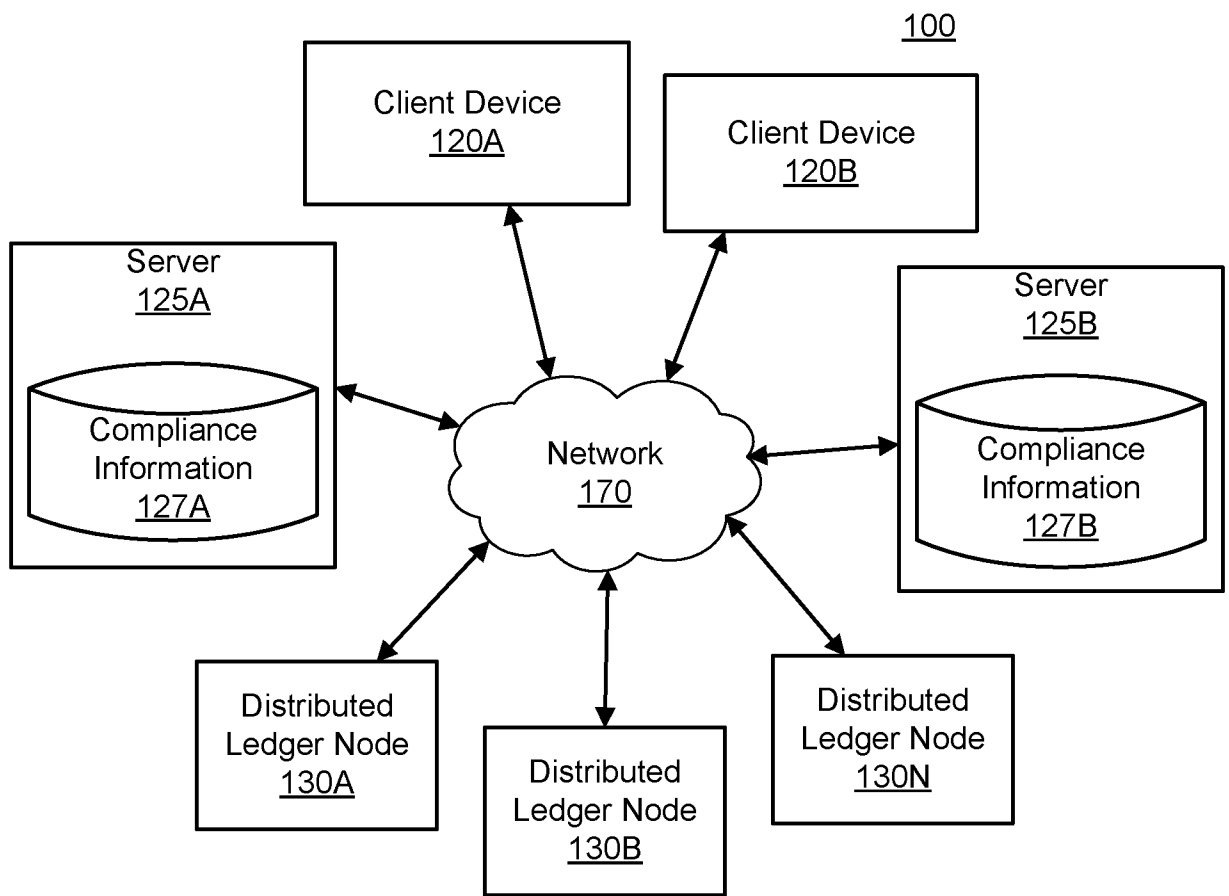 100
Client Device
120A
Client Device
120B
Server
125A
Compliance
Information
127A
Server
125B
Compliance
Information
127B
Network
170
Distributed
Ledger Node
130A
Distributed
Ledger Node
130B
Distributed
Ledger Node
130N